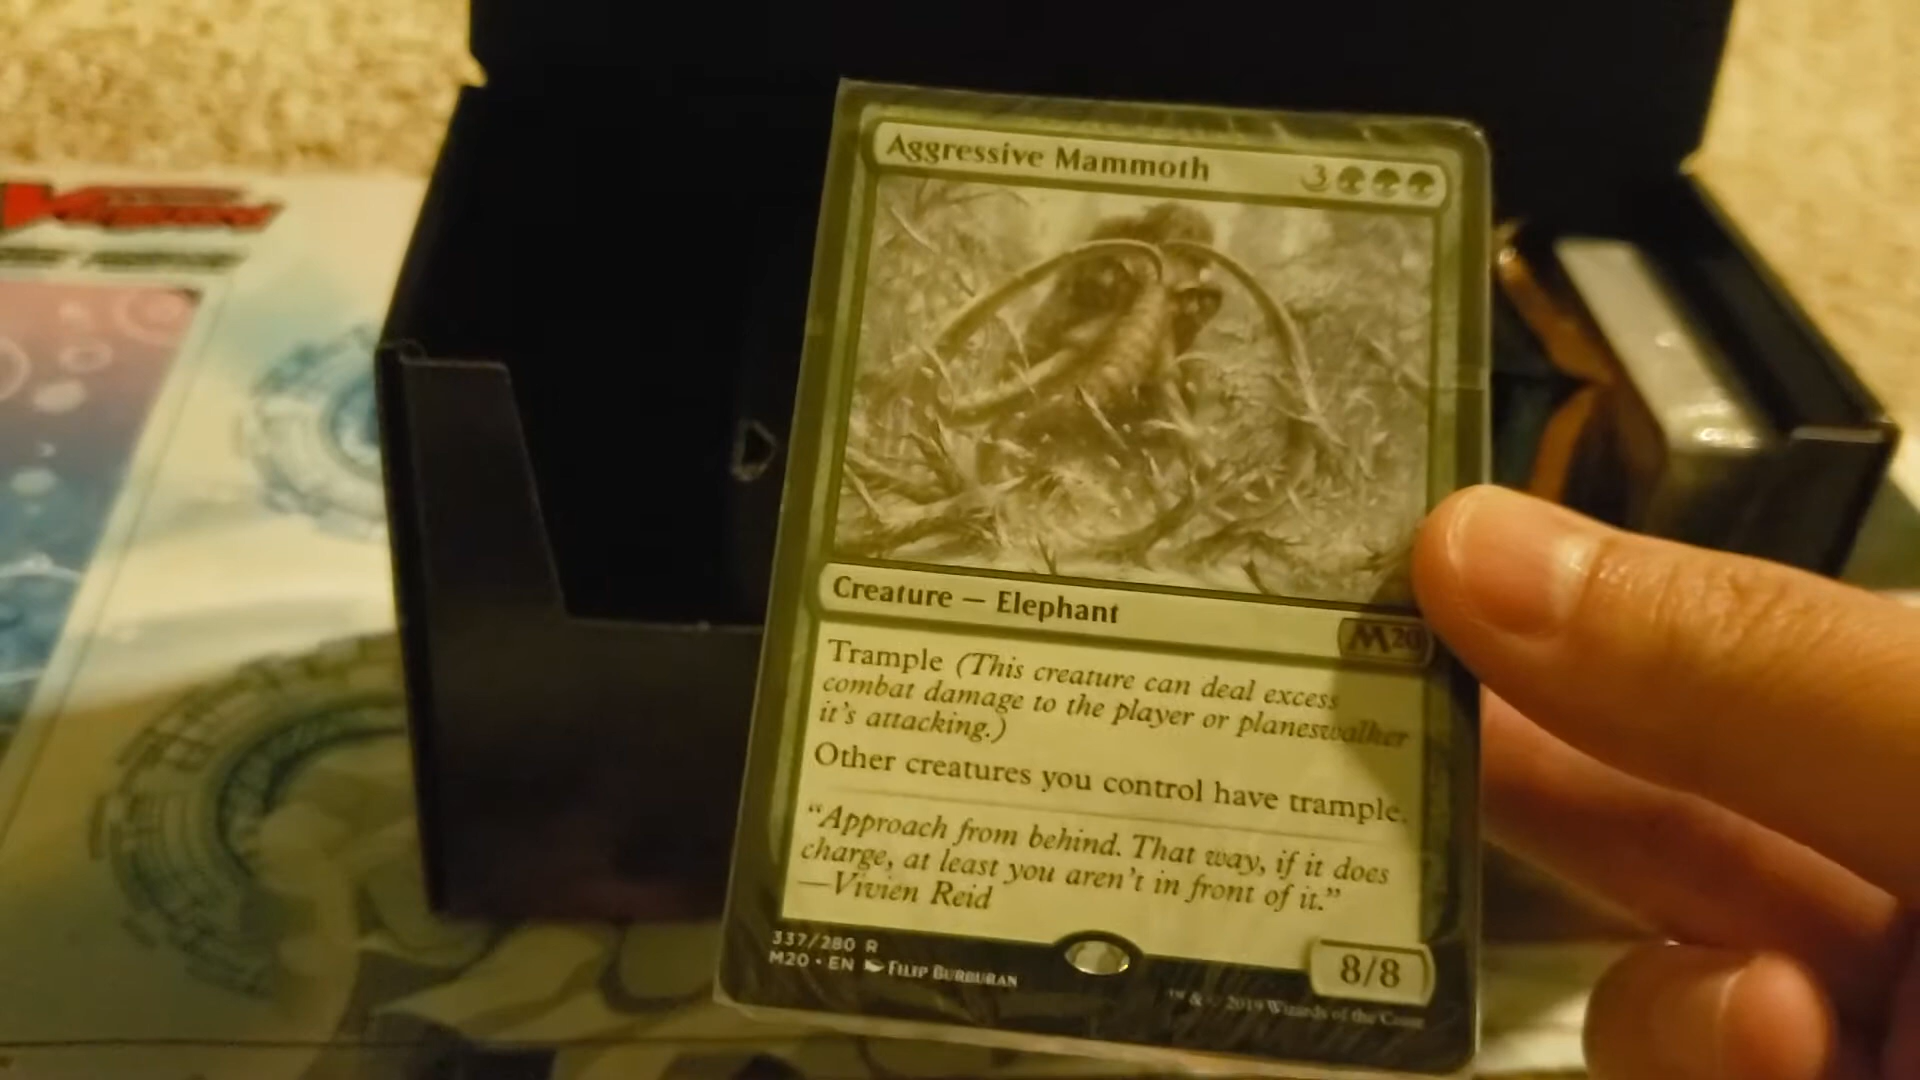 Aggressive Mammoth 3
Creature — Elephant
M20
Trample (This creature can deal excess
combat damage to the player or planeswalker
it's attacking.)
Other creatures you control have trample.
“Approach from behind. That way, if it does
charge, at least you aren't in front of it.”
—Vivien Reid
337/280 R
M20 • EN Filip Burburan
8/8
™ & © 2019 Wizards of the Coast